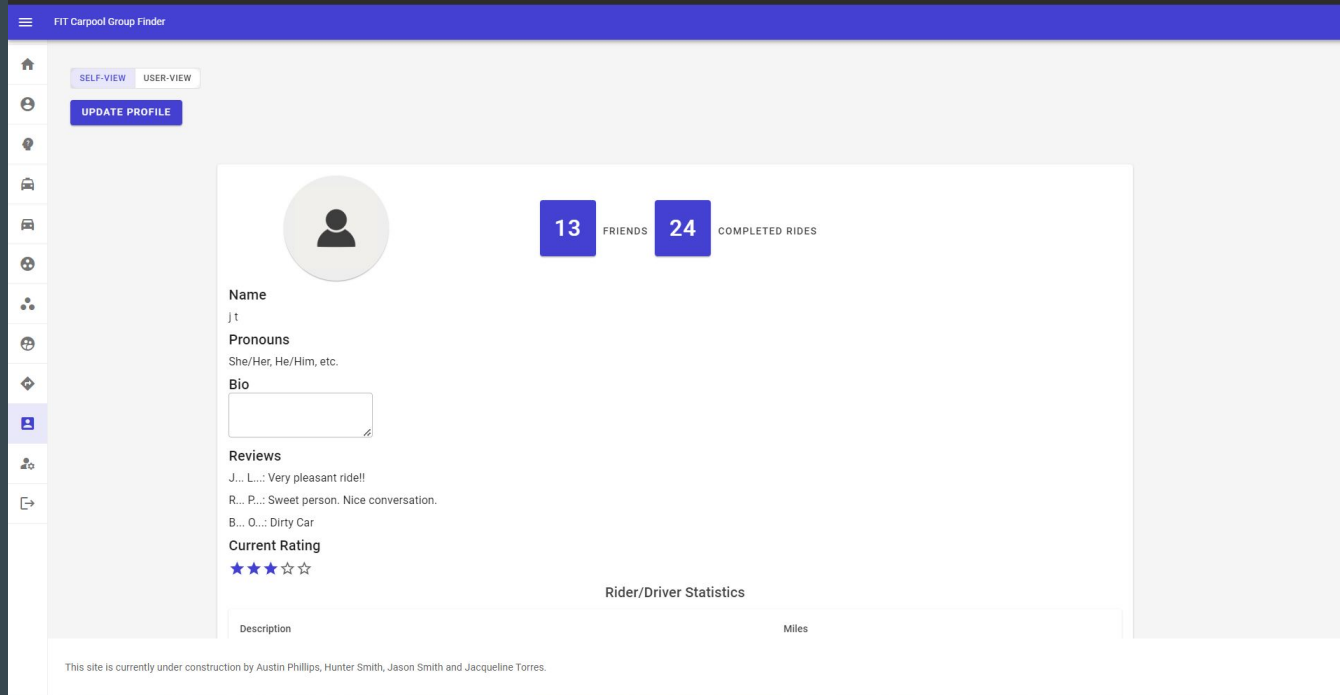 FIT Carpool Group Finder
SELF-VIEW USER-VIEW
UPDATE PROFILE
13 FRIENDS 24 COMPLETED RIDES
Name
j t
Pronouns
She/Her, He/Him, etc.
Bio
Reviews
J... L...: Very pleasant ride!!
R... P...: Sweet person. Nice conversation.
B... O...: Dirty Car
Current Rating
Rider/Driver Statistics
Description Miles
This site is currently under construction by Austin Phillips, Hunter Smith, Jason Smith and Jacqueline Torres.